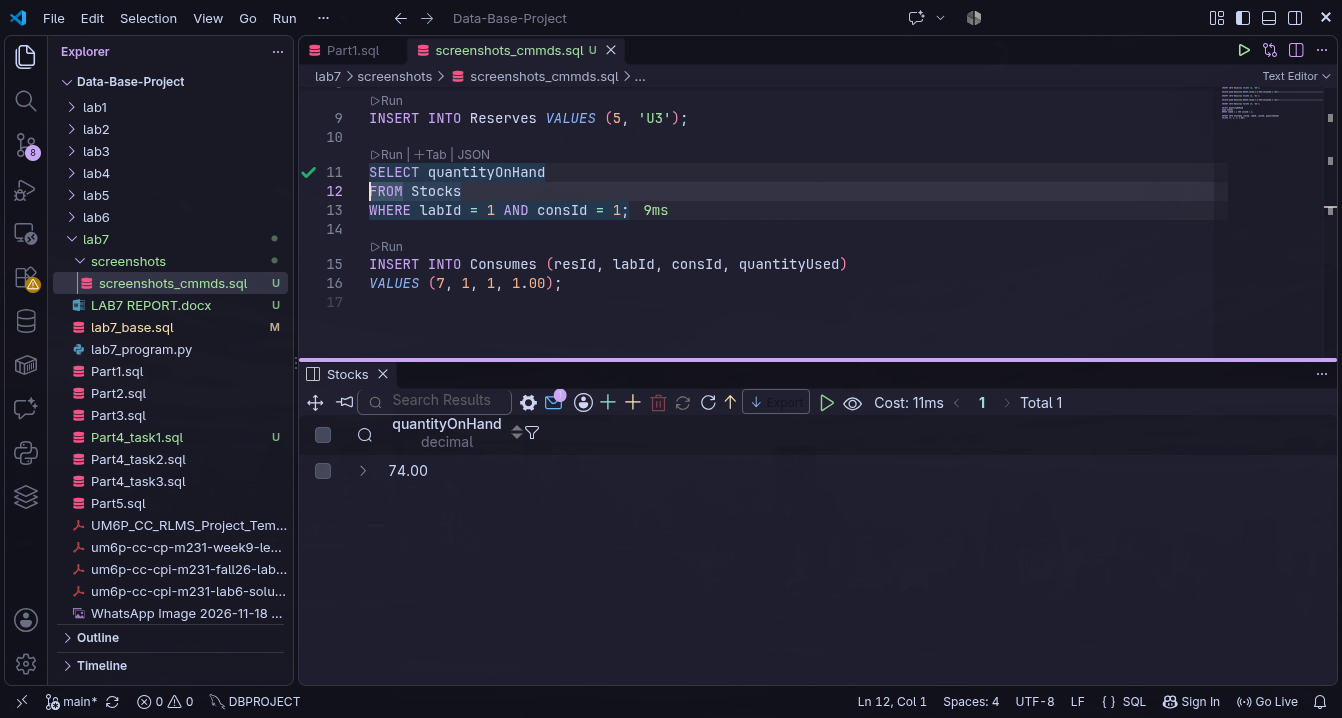 File Edit Selection View Go Run ··· Data-Base-Project
Explorer ···
Data-Base-Project
lab1
lab2
lab3
lab4
lab5
lab6
lab7
screenshots
screenshots_cmmds.sql U
LAB7 REPORT.docx U
lab7_base.sql M
lab7_program.py
Part1.sql
Part2.sql
Part3.sql
Part4_task1.sql U
Part4_task2.sql
Part4_task3.sql
Part5.sql
UM6P_CC_RLMS_Project_Tem...
um6p-cc-cp-m231-week9-le...
um6p-cc-cpi-m231-fall26-lab...
um6p-cc-cpi-m231-lab6-solu...
WhatsApp Image 2026-11-18 ...
Outline
Timeline
8
Part1.sql screenshots_cmmds.sql U
lab7 > screenshots > screenshots_cmmds.sql > ... Text Editor
Run
9 INSERT INTO Reserves VALUES (5, 'U3');
10
Run | +Tab | JSON
11 SELECT quantityOnHand
12 FROM Stocks
13 WHERE labId = 1 AND consId = 1; 9ms
14
Run
15 INSERT INTO Consumes (resId, labId, consId, quantityUsed)
16 VALUES (7, 1, 1, 1.00);
17
Stocks ···
Search Results Export Cost: 11ms < 1 > Total 1
quantityOnHand
decimal
74.00
main* 0 0 DBPROJECT Ln 12, Col 1 Spaces: 4 UTF-8 LF { } SQL Sign In Go Live